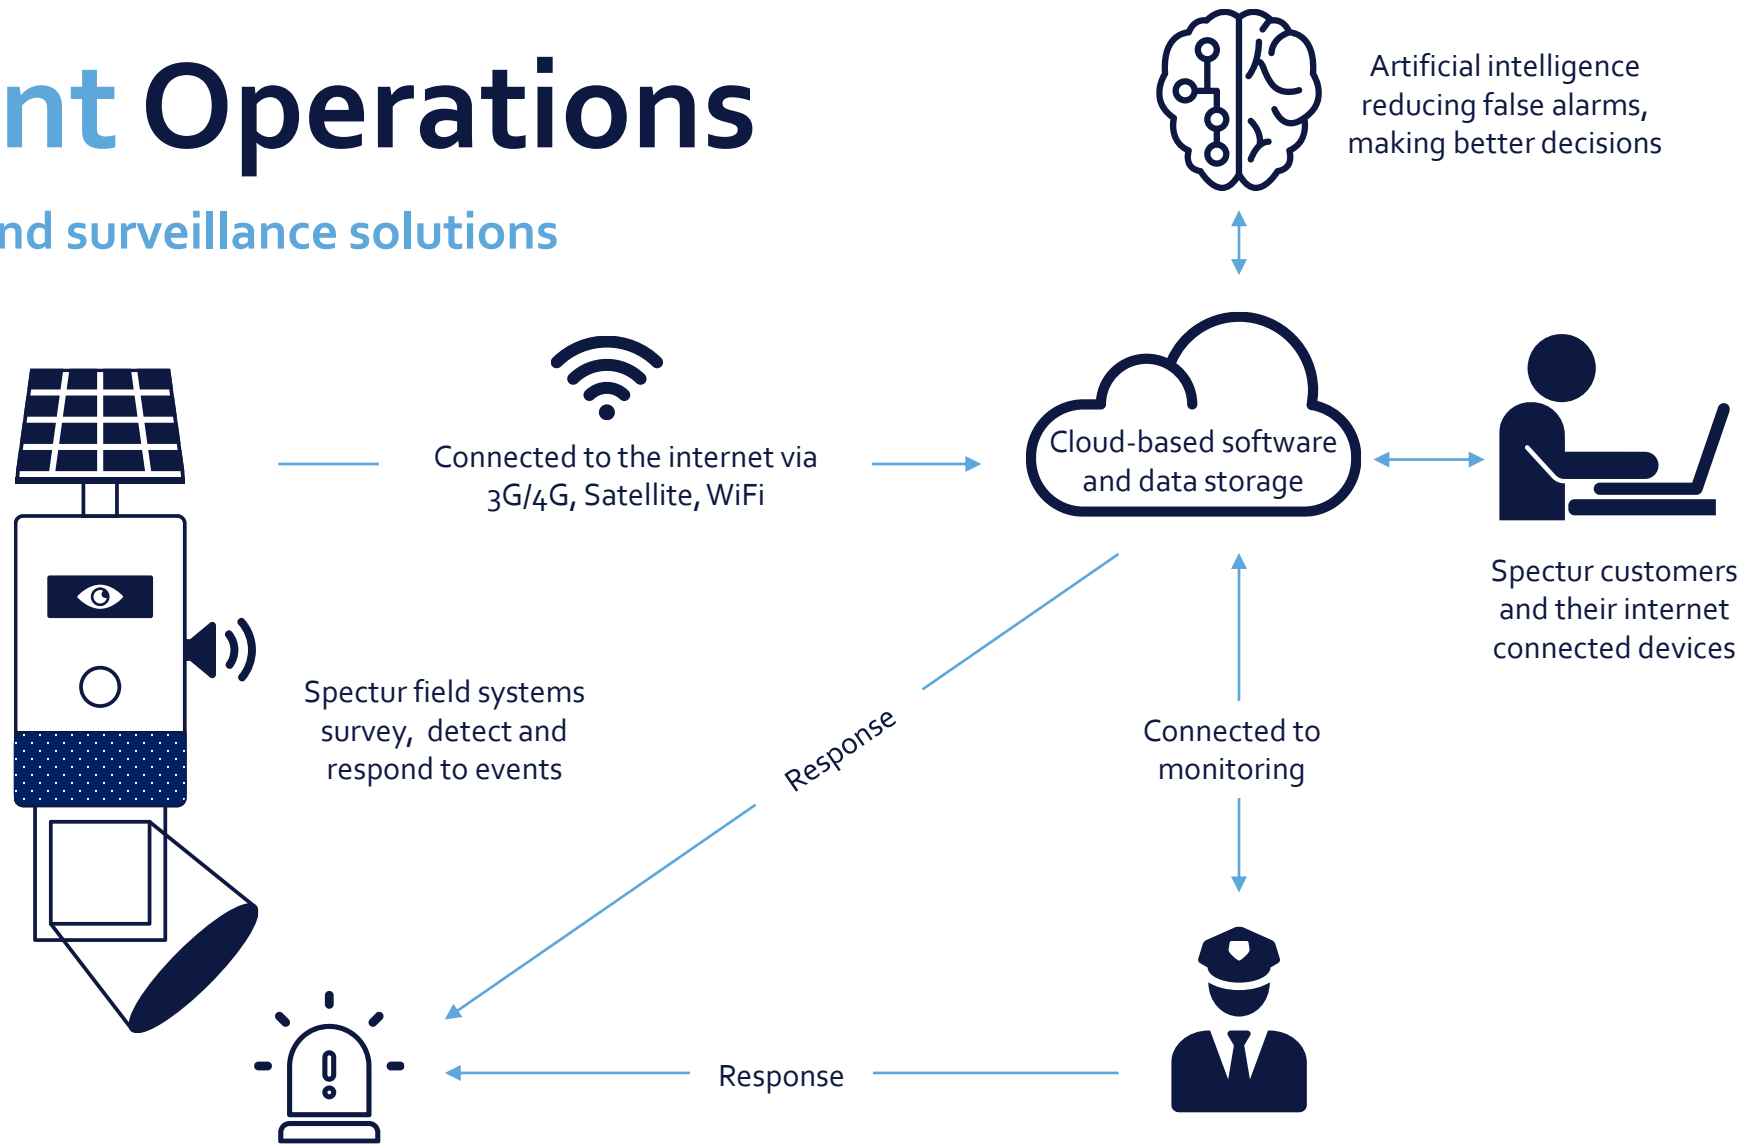 nt Operations
nd surveillance solutions
Artificial intelligence
reducing false alarms,
making better decisions
Connected to the internet via
3G/4G, Satellite, WiFi
Cloud-based software
and data storage
Spectur customers
and their internet
connected devices
Spectur field systems
survey, detect and
respond to events
Response
Connected to
monitoring
Response